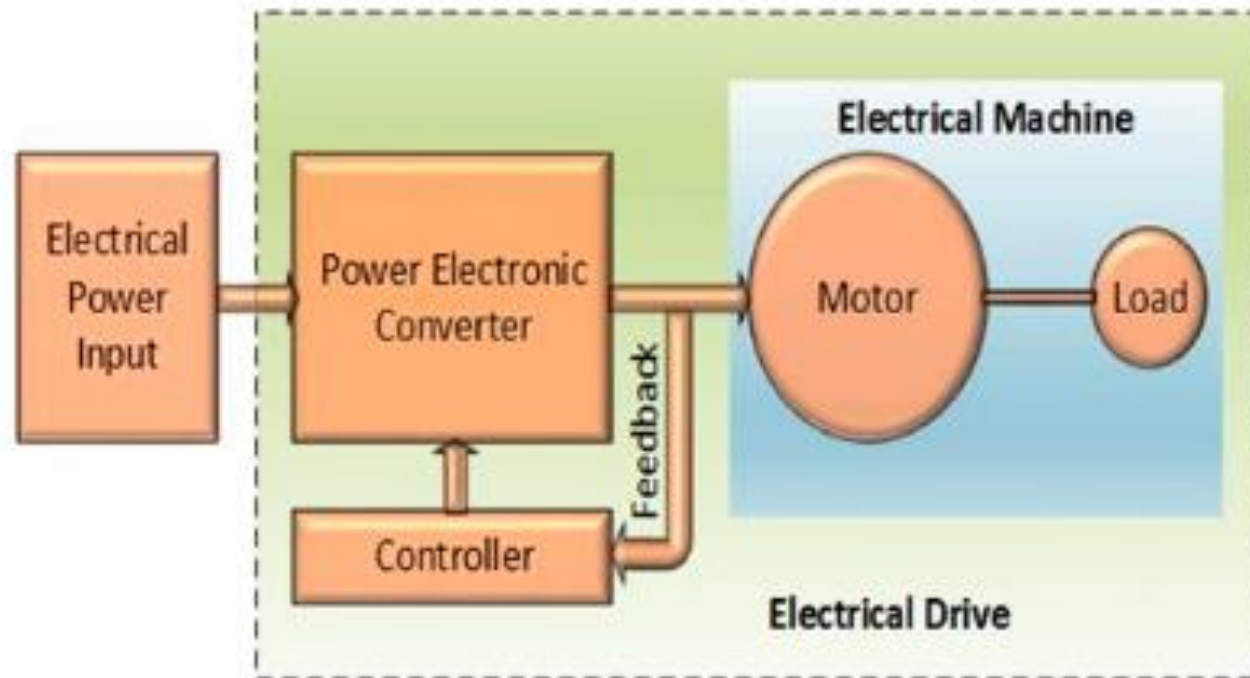 Electrical Machine
Electrical
Power
Input
Power Electronic
Converter
Motor
Load
Feedback
Controller
Electrical Drive